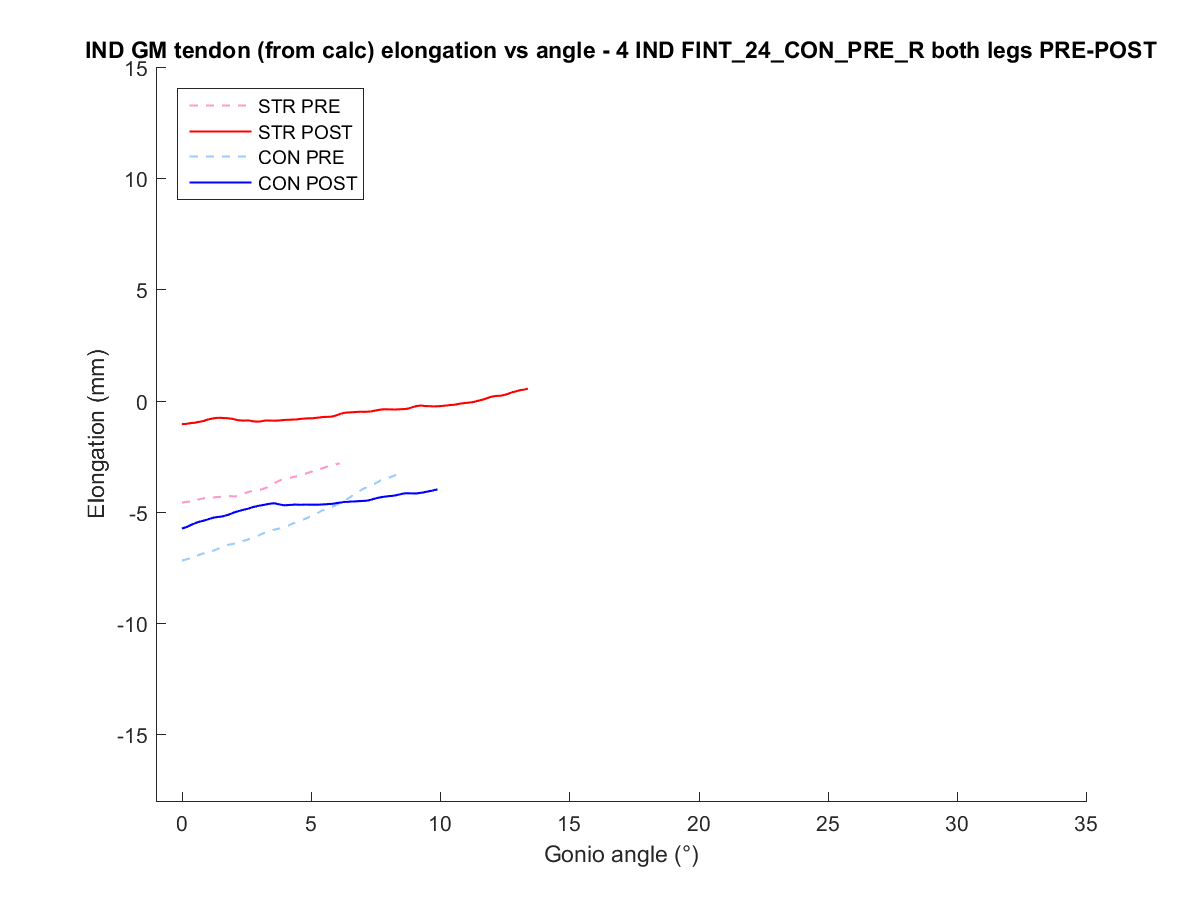 IND GM tendon (from calc) elongation vs angle - 4 IND FINT_24_CON_PRE_R both legs PRE-POST
STR PRE
STR POST
CON PRE
CON POST
15
10
5
0
-5
-10
-15
Elongation (mm)
0 5 10 15 20 25 30 35
Gonio angle (°)